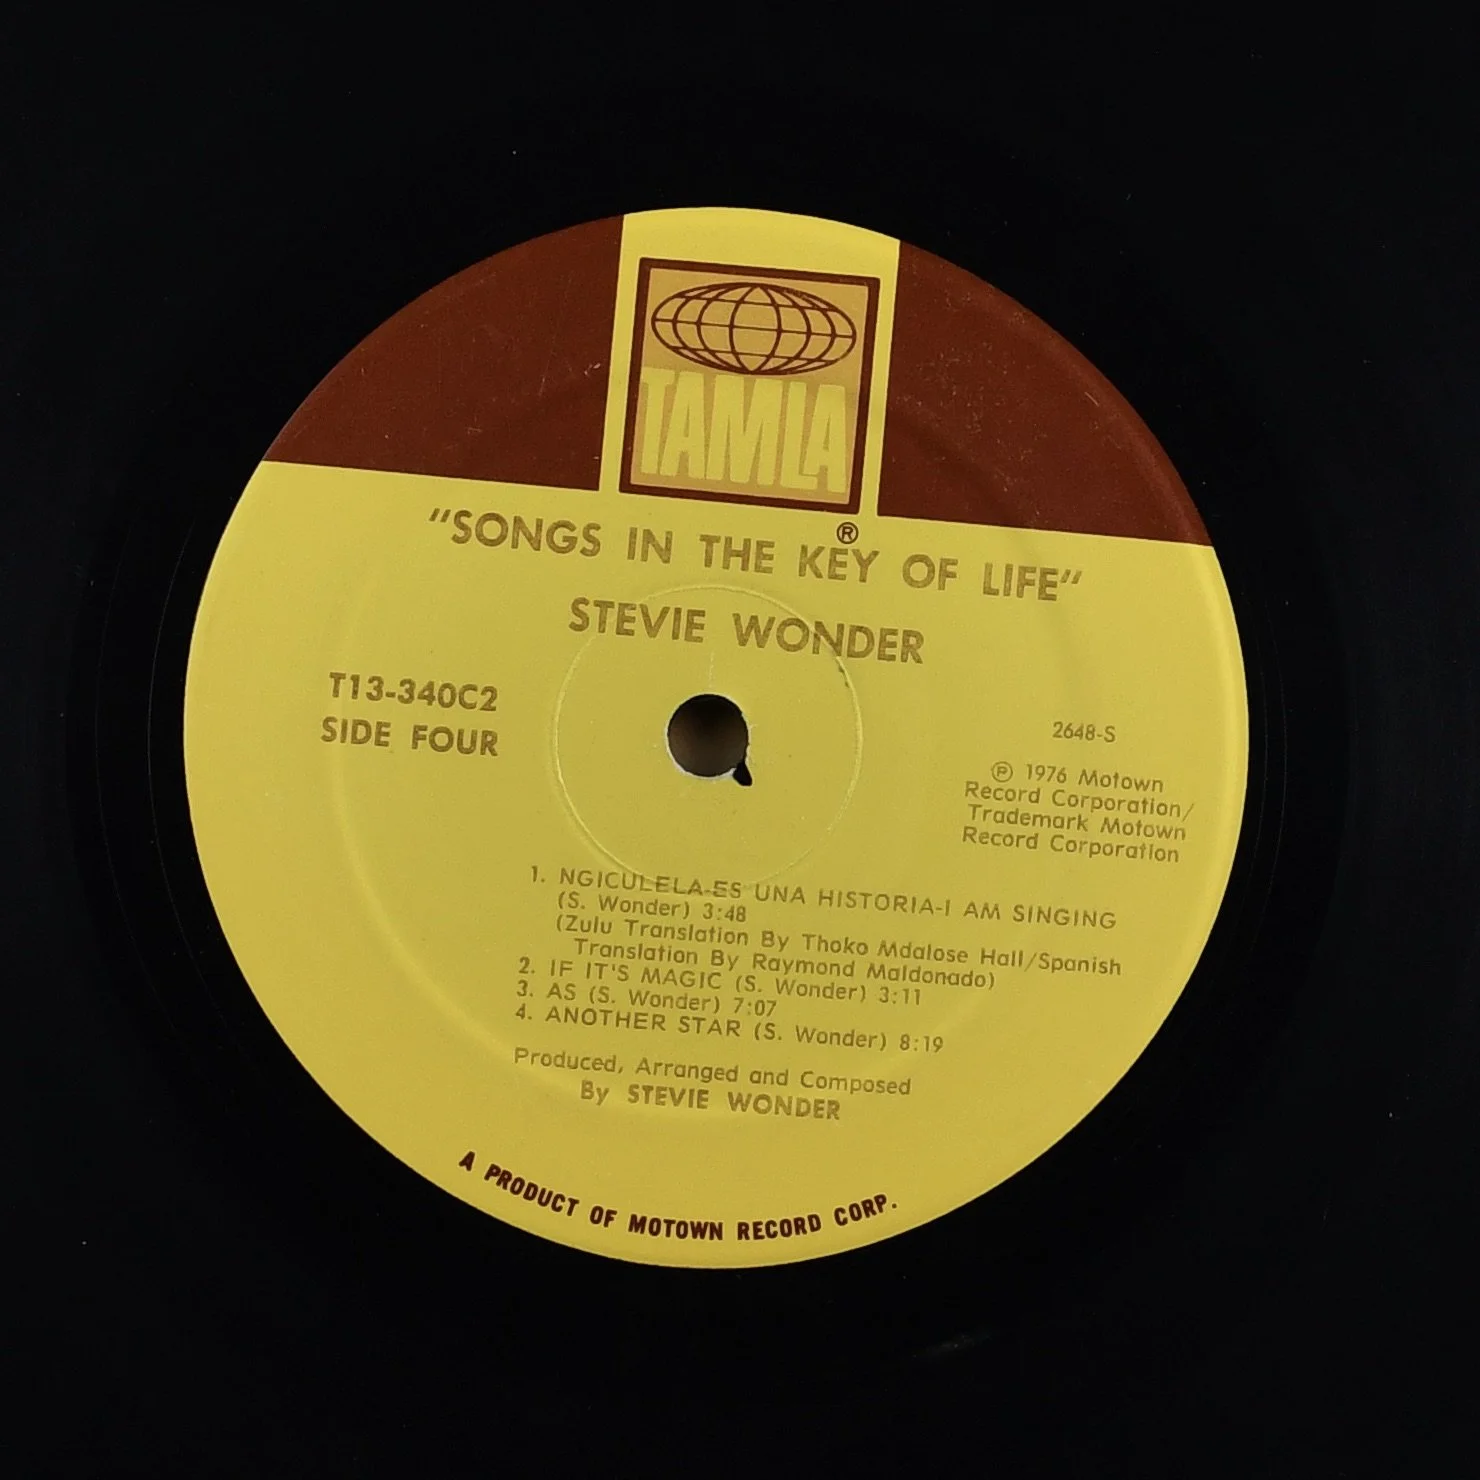 TAMLA
®
"SONGS IN THE KEY OF LIFE"
STEVIE WONDER
T13-340C2
SIDE FOUR
2648-S
℗ 1976 Motown
Record Corporation/
Trademark Motown
Record Corporation
1. NGICULELA-ES UNA HISTORIA-I AM SINGING
(S. Wonder) 3:48
(Zulu Translation By Thoko Mdalose Hall/Spanish
Translation By Raymond Maldonado)
2. IF IT'S MAGIC (S. Wonder) 3:11
3. AS (S. Wonder) 7:07
4. ANOTHER STAR (S. Wonder) 8:19
Produced, Arranged and Composed
By STEVIE WONDER
A PRODUCT OF MOTOWN RECORD CORP.